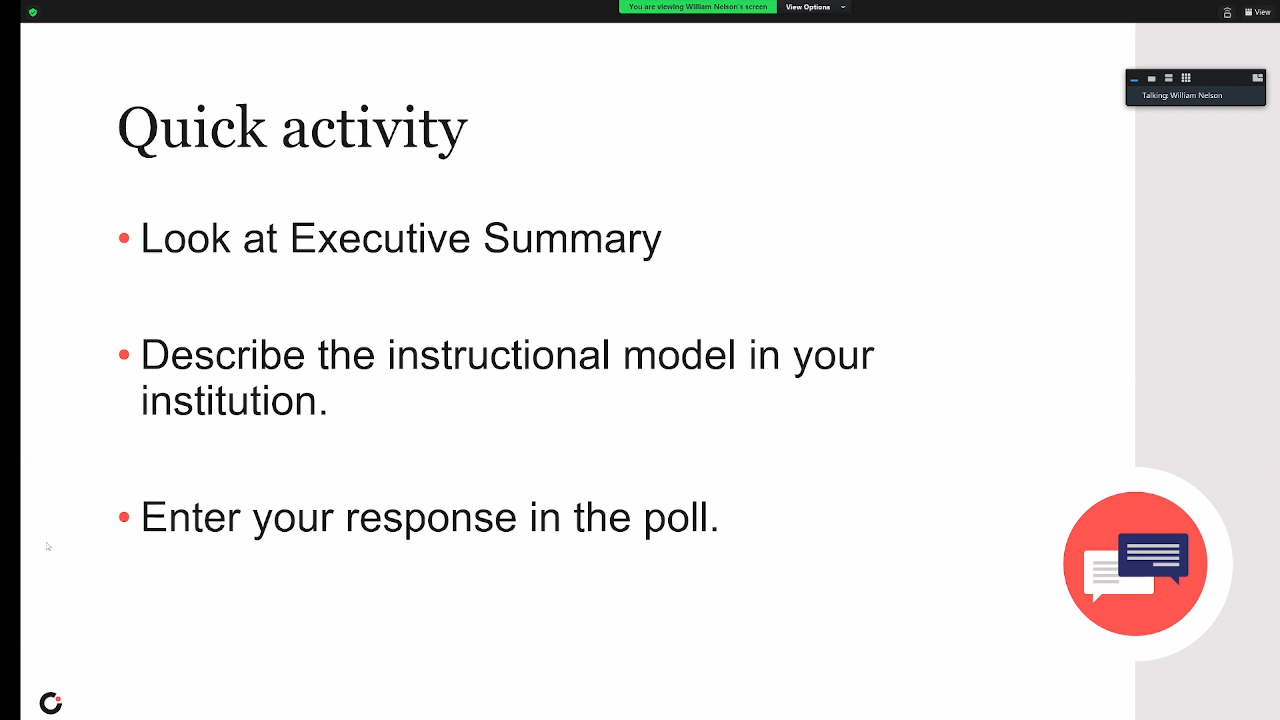 You are viewing William Nelson's screen
View Options
View
Talking: William Nelson
Quick activity
• Look at Executive Summary
• Describe the instructional model in your
institution.
• Enter your response in the poll.